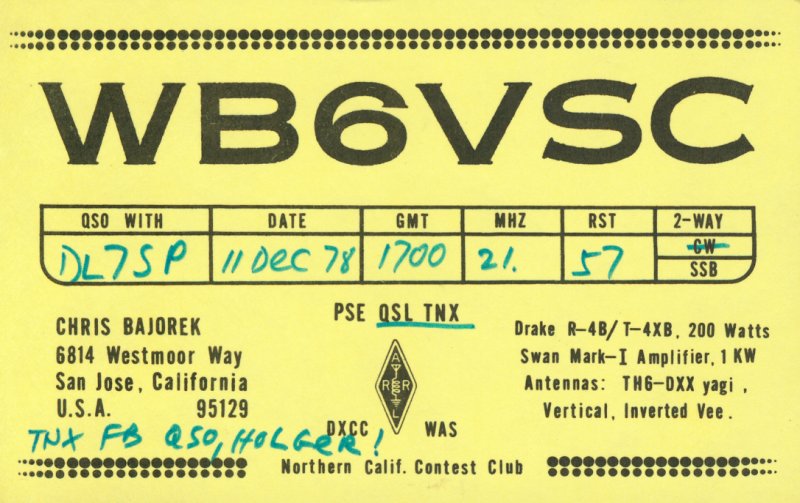 WB6VSC
QSO WITH DATE GMT MHZ RST 2-WAY
DL7SP 11 DEC 78 1700 21. 57 CW
SSB
PSE QSL TNX
CHRIS BAJOREK
6814 Westmoor Way
San Jose, California
U.S.A. 95129
TNX FB QSO, HOLGER!
ARRL
DXCC WAS
Drake R-4B/T-4XB, 200 Watts
Swan Mark-I Amplifier, 1 KW
Antennas: TH6-DXX yagi,
Vertical, Inverted Vee.
Northern Calif. Contest Club